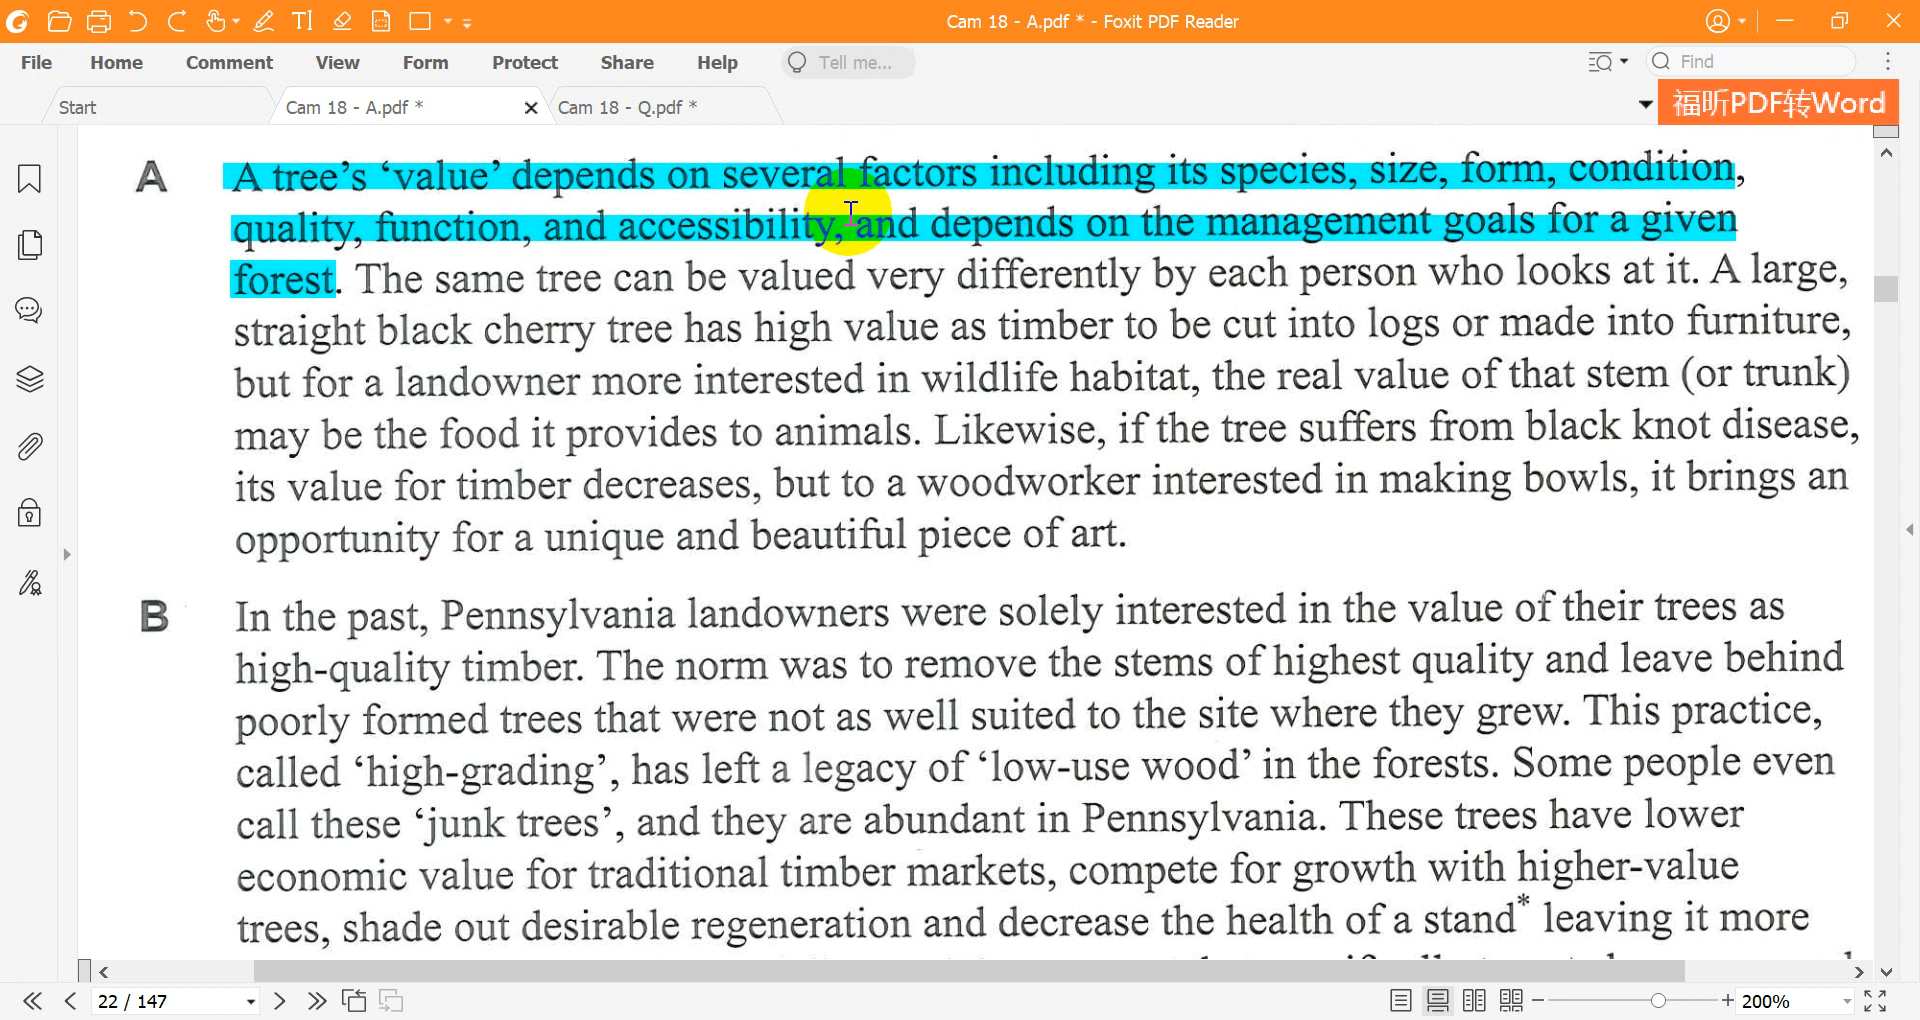 Cam 18 - A.pdf * - Foxit PDF Reader
File Home Comment View Form Protect Share Help Tell me... Find
Start Cam 18 - A.pdf * Cam 18 - Q.pdf * 福昕PDF转Word
A A tree's 'value' depends on several factors including its species, size, form, condition,
quality, function, and accessibility, and depends on the management goals for a given
forest. The same tree can be valued very differently by each person who looks at it. A large,
straight black cherry tree has high value as timber to be cut into logs or made into furniture,
but for a landowner more interested in wildlife habitat, the real value of that stem (or trunk)
may be the food it provides to animals. Likewise, if the tree suffers from black knot disease,
its value for timber decreases, but to a woodworker interested in making bowls, it brings an
opportunity for a unique and beautiful piece of art.
B In the past, Pennsylvania landowners were solely interested in the value of their trees as
high-quality timber. The norm was to remove the stems of highest quality and leave behind
poorly formed trees that were not as well suited to the site where they grew. This practice,
called 'high-grading', has left a legacy of 'low-use wood' in the forests. Some people even
call these 'junk trees', and they are abundant in Pennsylvania. These trees have lower
economic value for traditional timber markets, compete for growth with higher-value
trees, shade out desirable regeneration and decrease the health of a stand* leaving it more
22 / 147 200%